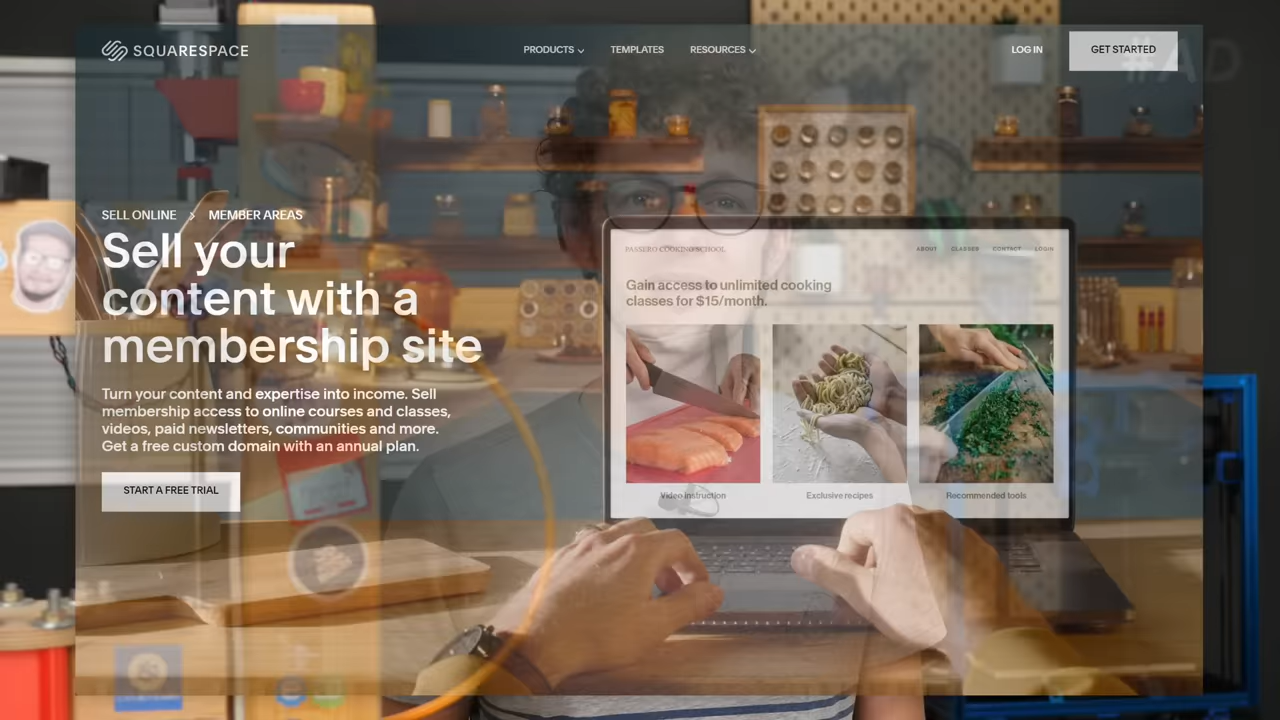 SQUARESPACE
PRODUCTS
TEMPLATES
RESOURCES
LOG IN
GET STARTED
#AD
SELL ONLINE
MEMBER AREAS
Sell your
content with a
membership site
Turn your content and expertise into income. Sell
membership access to online courses and classes,
videos, paid newsletters, communities and more.
Get a free custom domain with an annual plan.
START A FREE TRIAL
PASSERO COOKING SCHOOL
ABOUT
CLASSES
CONTACT
LOGIN
Gain access to unlimited cooking
classes for $15/month.
Video instruction
Exclusive recipes
Recommended tools